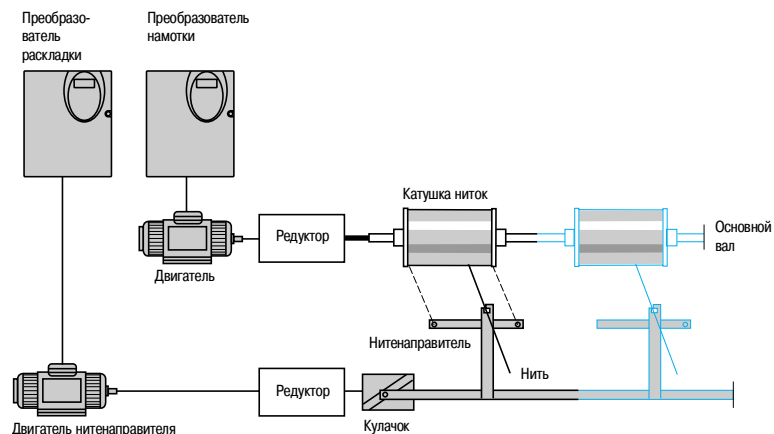 Преобразо-
ватель
раскладки
Преобразователь
намотки
Катушка ниток
Редуктор
Основной
вал
Двигатель
Нитенаправитель
Нить
Редуктор
Кулачок
Двигатель нитенаправителя